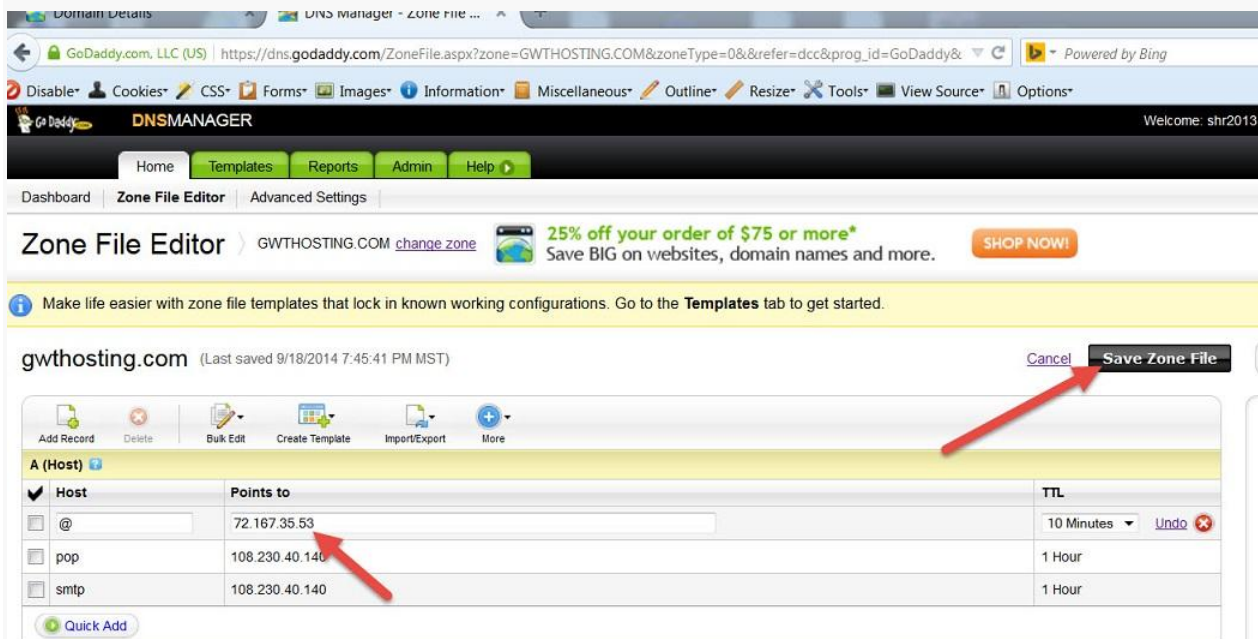 Domain Details DNS Manager - Zone File ...
GoDaddy.com, LLC (US) https://dns.godaddy.com/ZoneFile.aspx?zone=GWTHOSTING.COM&zoneType=0&&refer=dcc&prog_id=GoDaddy& Powered by Bing
Disable Cookies CSS Forms Images Information Miscellaneous Outline Resize Tools View Source Options
Go Daddy.com DNSMANAGER Welcome: shr2013
Home Templates Reports Admin Help
Dashboard Zone File Editor Advanced Settings
Zone File Editor GWTHOSTING.COM change zone
25% off your order of $75 or more*
Save BIG on websites, domain names and more.
SHOP NOW!
Make life easier with zone file templates that lock in known working configurations. Go to the Templates tab to get started.
gwthosting.com (Last saved 9/18/2014 7:45:41 PM MST) Cancel Save Zone File
Add Record Delete Bulk Edit Create Template Import/Export More
A (Host)
Host Points to TTL
@ 72.167.35.53 10 Minutes Undo
pop 108.230.40.140 1 Hour
smtp 108.230.40.140 1 Hour
Quick Add